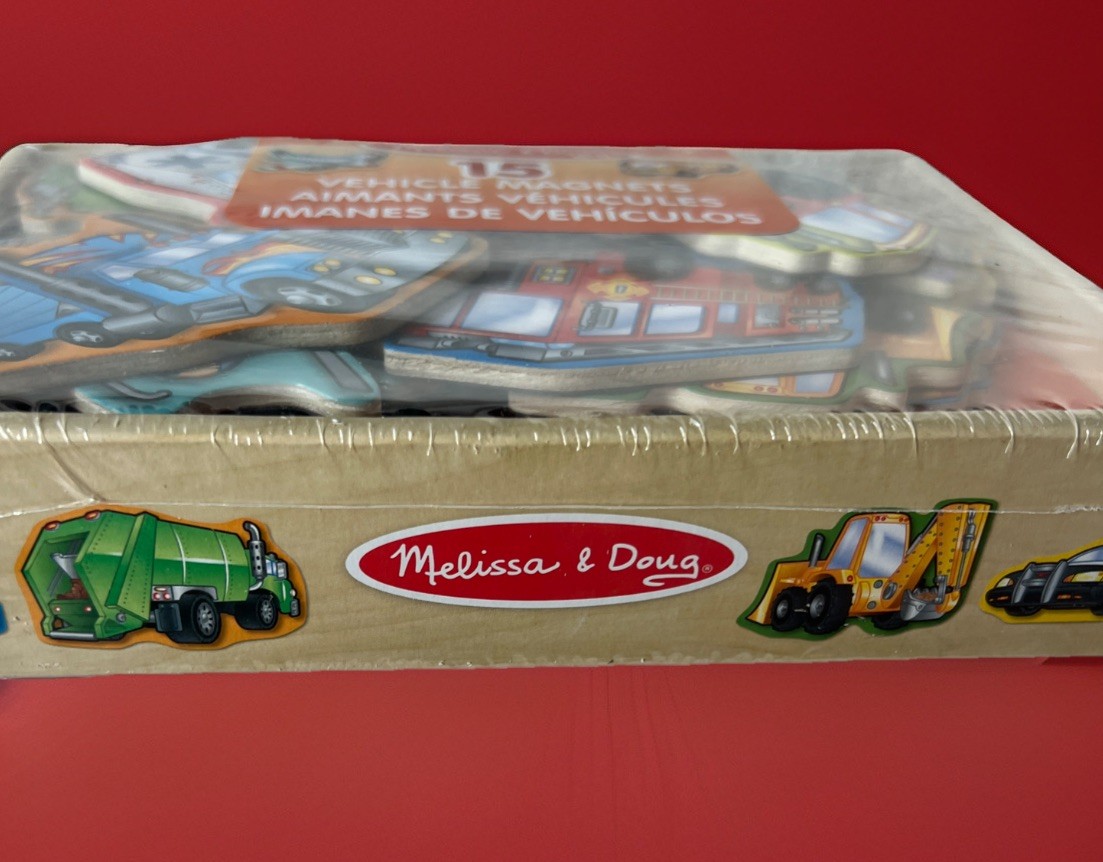 15
VEHICLE MAGNETS
AIMANTS VÉHICULES
IMANES DE VEHÍCULOS
Melissa & Doug®